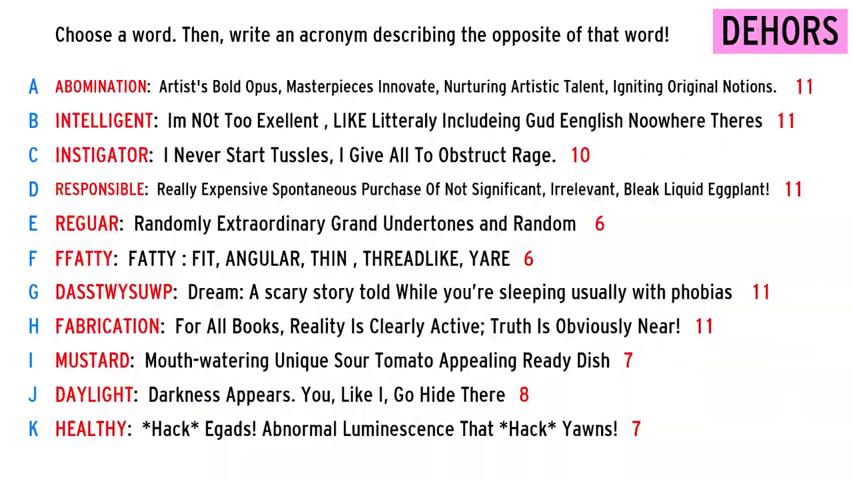 Choose a word. Then, write an acronym describing the opposite of that word!
DEHORS
A ABOMINATION: Artist's Bold Opus, Masterpieces Innovate, Nurturing Artistic Talent, Igniting Original Notions. 11
B INTELLIGENT: Im NOt Too Exellent , LIKE Litteraly Includeing Gud Eenglish Noowhere Theres 11
C INSTIGATOR: I Never Start Tussles, I Give All To Obstruct Rage. 10
D RESPONSIBLE: Really Expensive Spontaneous Purchase Of Not Significant, Irrelevant, Bleak Liquid Eggplant! 11
E REGUAR: Randomly Extraordinary Grand Undertones and Random 6
F FFATTY: FATTY : FIT, ANGULAR, THIN , THREADLIKE, YARE 6
G DASSTWYSUWP: Dream: A scary story told While you're sleeping usually with phobias 11
H FABRICATION: For All Books, Reality Is Clearly Active; Truth Is Obviously Near! 11
I MUSTARD: Mouth-watering Unique Sour Tomato Appealing Ready Dish 7
J DAYLIGHT: Darkness Appears. You, Like I, Go Hide There 8
K HEALTHY: *Hack* Egads! Abnormal Luminescence That *Hack* Yawns! 7